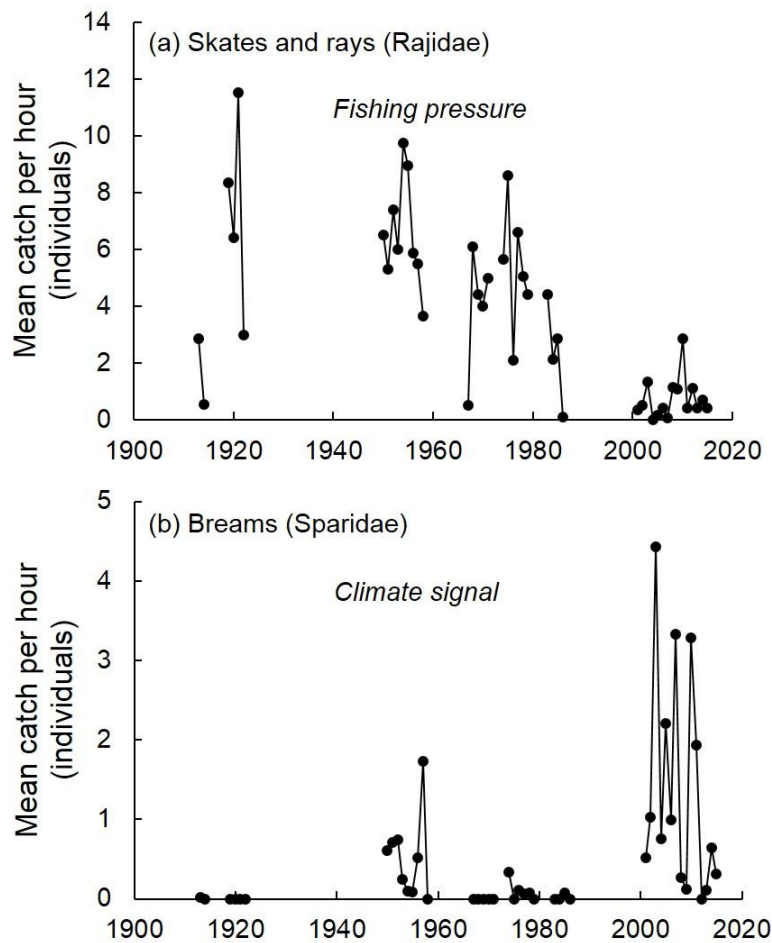 14
12
10
8
6
4
2
0
Mean catch per hour
(individuals)
(a) Skates and rays (Rajidae)
Fishing pressure
1900 1920 1940 1960 1980 2000 2020
5
4
3
2
1
0
Mean catch per hour
(individuals)
(b) Breams (Sparidae)
Climate signal
1900 1920 1940 1960 1980 2000 2020